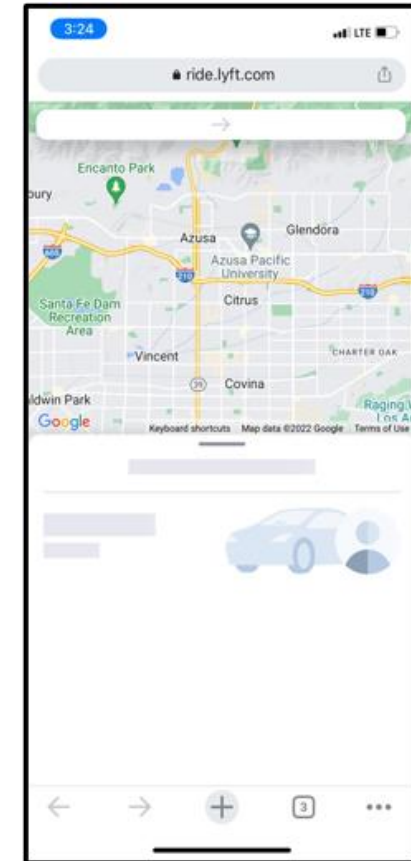 3:24 LTE
ride.lyft.com
Encanto Park
bury
Azusa
Glendora
605
Azusa Pacific
University
210
210
Citrus
Santa Fe Dam
Recreation
Area
Vincent
CHARTER OAK
39
Covina
ldwin Park
Raging
Los A
Google
Keyboard shortcuts Map data ©2022 Google Terms of Use
3